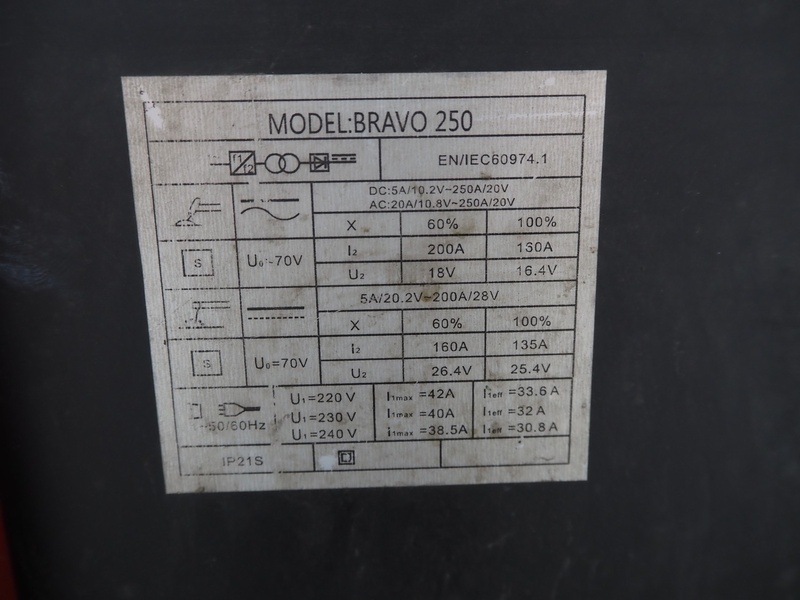 MODEL:BRAVO 250
f1
f2
EN/IEC60974.1
DC:5A/10.2V~250A/20V
AC:20A/10.8V~250A/20V
X 60% 100%
S U₀=70V I₂ 200A 130A
U₂ 18V 16.4V
5A/20.2V~200A/28V
X 60% 100%
S U₀=70V I₂ 160A 135A
U₂ 26.4V 25.4V
U₁=220 V I₁max =42A I₁eff =33.6 A
~50/60Hz U₁=230 V I₁max =40A I₁eff =32 A
U₁=240 V I₁max =38.5A I₁eff =30.8 A
IP21S